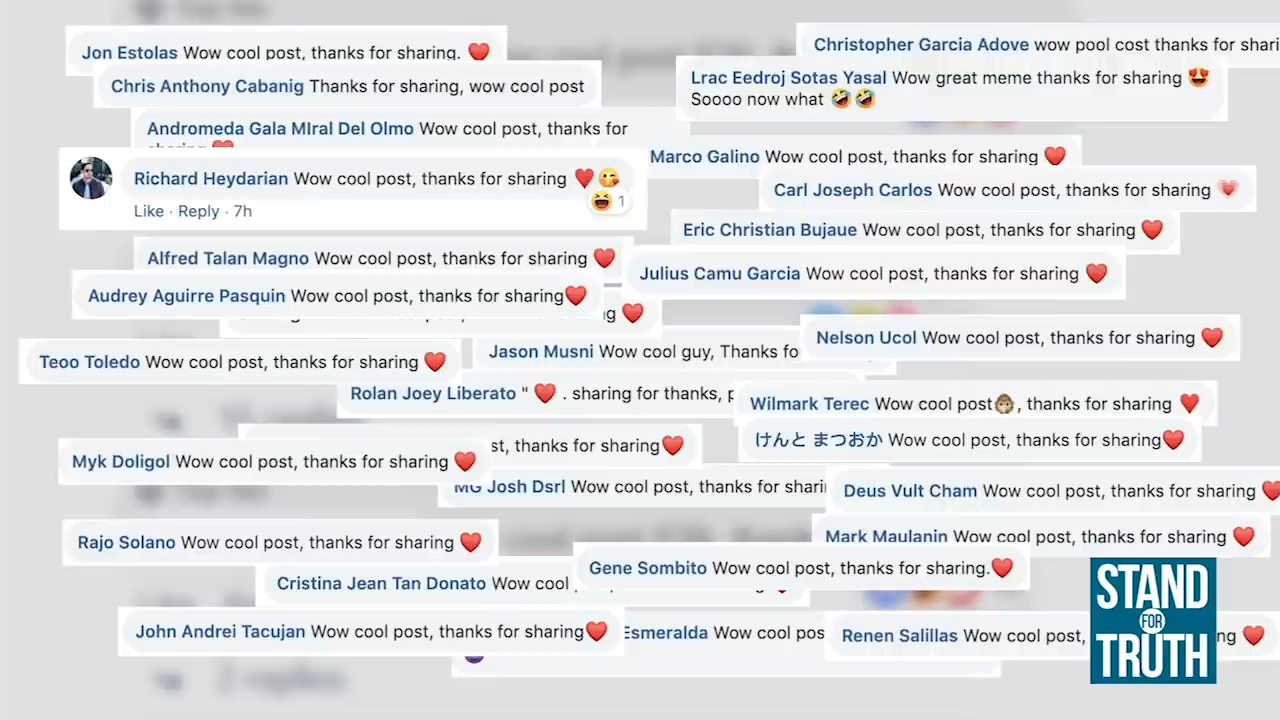 Jon Estolas Wow cool post, thanks for sharing. ❤️
Christopher Garcia Adove wow pool cost thanks for shari
Chris Anthony Cabanig Thanks for sharing, wow cool post
Lrac Eedroj Sotas Yasal Wow great meme thanks for sharing 😍
Soooo now what 🤣🤣
Andromeda Gala MIral Del Olmo Wow cool post, thanks for
Marco Galino Wow cool post, thanks for sharing ❤️
Richard Heydarian Wow cool post, thanks for sharing ❤️😋
😆 1
Like · Reply · 7h
Carl Joseph Carlos Wow cool post, thanks for sharing 💗
Eric Christian Bujaue Wow cool post, thanks for sharing ❤️
Alfred Talan Magno Wow cool post, thanks for sharing ❤️
Julius Camu Garcia Wow cool post, thanks for sharing ❤️
Audrey Aguirre Pasquin Wow cool post, thanks for sharing❤️
ng ❤️
Nelson Ucol Wow cool post, thanks for sharing ❤️
Jason Musni Wow cool guy, Thanks fo
Teoo Toledo Wow cool post, thanks for sharing ❤️
Rolan Joey Liberato " ❤️ . sharing for thanks, p
Wilmark Terec Wow cool post🙊, thanks for sharing ❤️
けんと まつおか Wow cool post, thanks for sharing❤️
st, thanks for sharing❤️
Myk Doligol Wow cool post, thanks for sharing ❤️
MG Josh Dsrl Wow cool post, thanks for shari
Deus Vult Cham Wow cool post, thanks for sharing ❤️
Rajo Solano Wow cool post, thanks for sharing ❤️
Mark Maulanin Wow cool post, thanks for sharing ❤️
Gene Sombito Wow cool post, thanks for sharing.❤️
Cristina Jean Tan Donato Wow cool
John Andrei Tacujan Wow cool post, thanks for sharing❤️
Esmeralda Wow cool pos
Renen Salillas Wow cool post,
ng ❤️
STAND
FOR
TRUTH